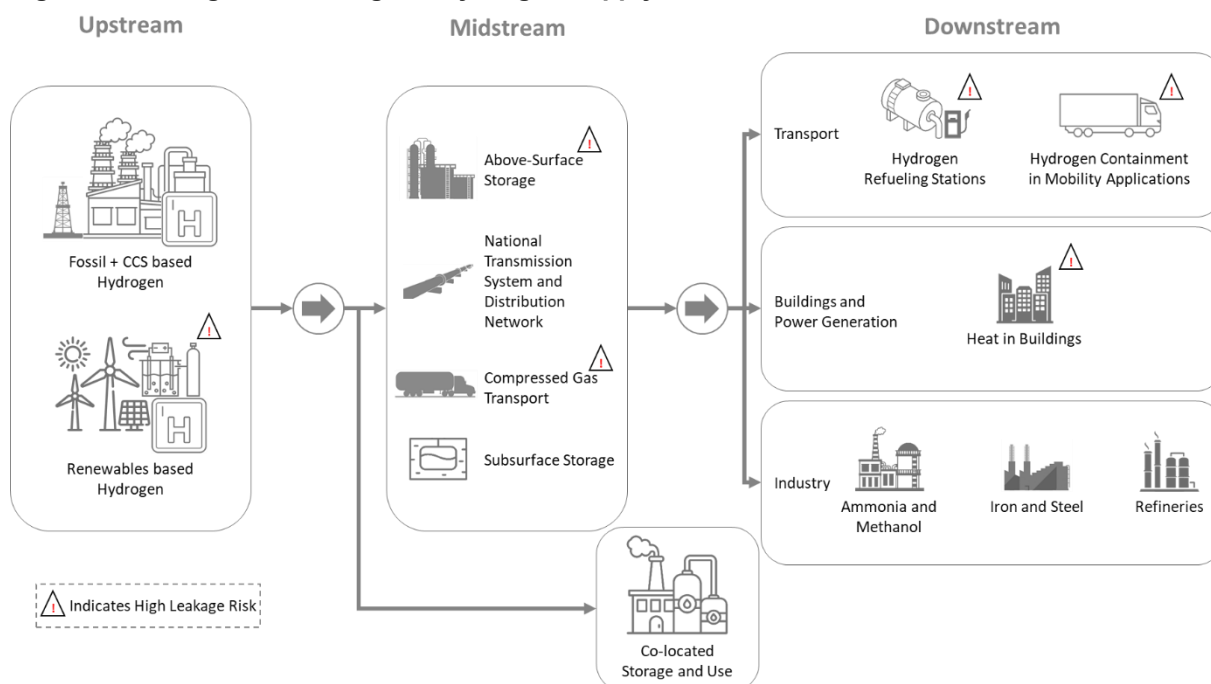 Upstream
Midstream
Downstream
Fossil + CCS based
Hydrogen
H
Renewables based
Hydrogen
H
! Indicates High Leakage Risk
Above-Surface
Storage
National
Transmission
System and
Distribution
Network
Compressed Gas
Transport
Subsurface Storage
Co-located
Storage and Use
Transport
Hydrogen
Refueling Stations
Hydrogen Containment
in Mobility Applications
Buildings and
Power Generation
Heat in Buildings
Industry
Ammonia and
Methanol
Iron and Steel
Refineries